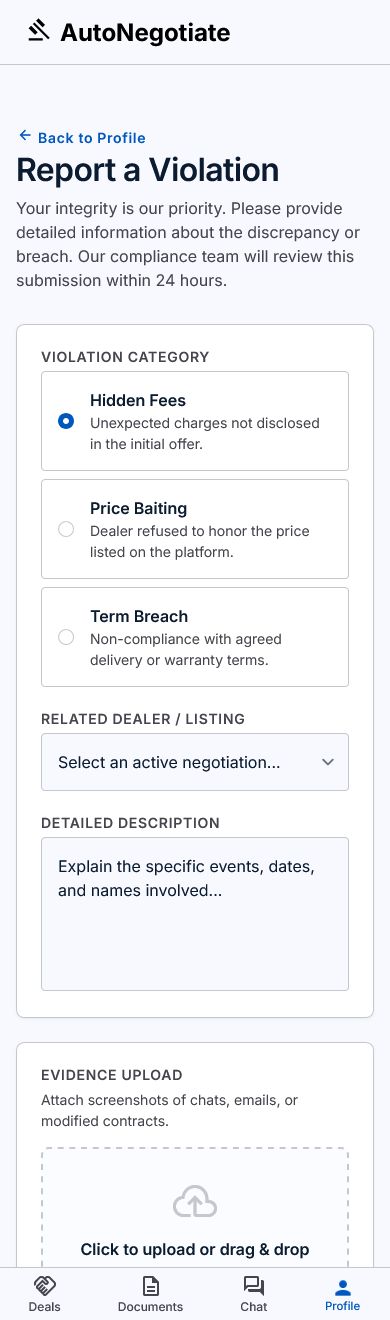 AutoNegotiate
Back to Profile
Report a Violation
Your integrity is our priority. Please provide
detailed information about the discrepancy or
breach. Our compliance team will review this
submission within 24 hours.
VIOLATION CATEGORY
Hidden Fees
Unexpected charges not disclosed
in the initial offer.
Price Baiting
Dealer refused to honor the price
listed on the platform.
Term Breach
Non-compliance with agreed
delivery or warranty terms.
RELATED DEALER / LISTING
Select an active negotiation...
DETAILED DESCRIPTION
Explain the specific events, dates,
and names involved...
EVIDENCE UPLOAD
Attach screenshots of chats, emails, or
modified contracts.
Click to upload or drag & drop
Deals
Documents
Chat
Profile